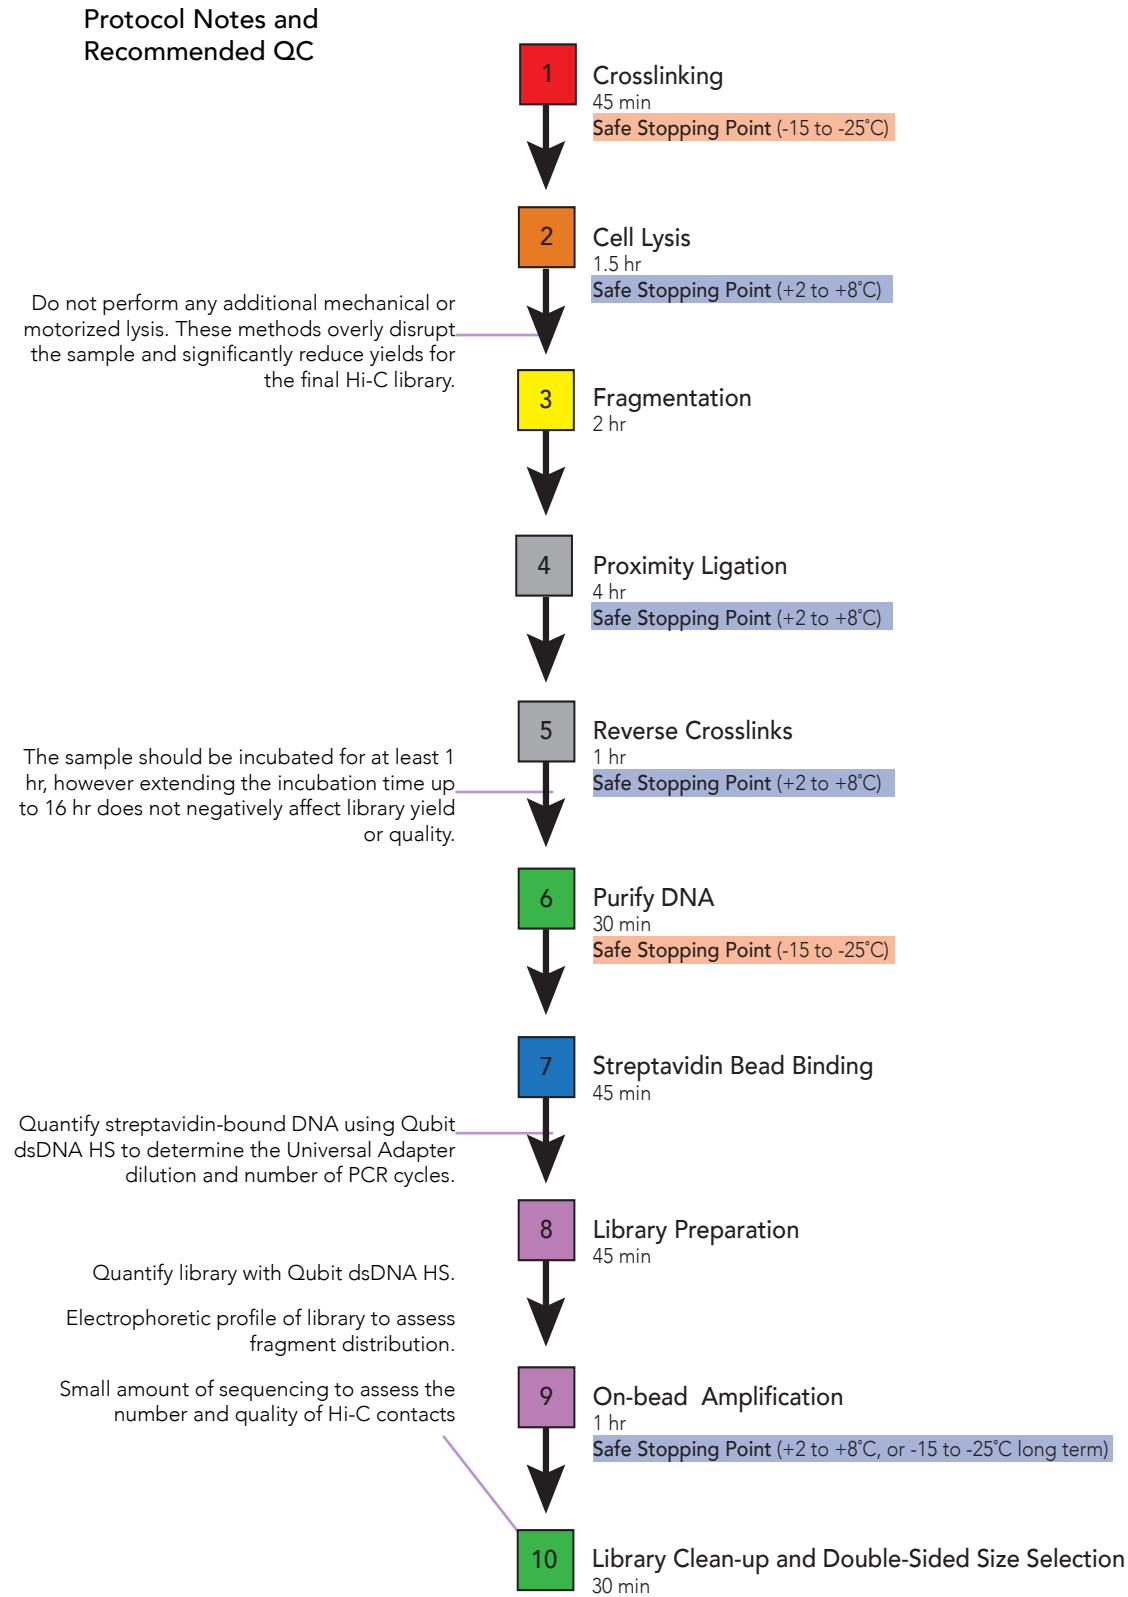 Protocol Notes and
Recommended QC
1
Crosslinking
45 min
Safe Stopping Point (-15 to -25˚C)
2
Cell Lysis
1.5 hr
Safe Stopping Point (+2 to +8˚C)
Do not perform any additional mechanical or
motorized lysis. These methods overly disrupt
the sample and significantly reduce yields for
the final Hi-C library.
3
Fragmentation
2 hr
4
Proximity Ligation
4 hr
Safe Stopping Point (+2 to +8˚C)
5
Reverse Crosslinks
1 hr
Safe Stopping Point (+2 to +8˚C)
The sample should be incubated for at least 1
hr, however extending the incubation time up
to 16 hr does not negatively affect library yield
or quality.
6
Purify DNA
30 min
Safe Stopping Point (-15 to -25˚C)
7
Streptavidin Bead Binding
45 min
Quantify streptavidin-bound DNA using Qubit
dsDNA HS to determine the Universal Adapter
dilution and number of PCR cycles.
8
Library Preparation
45 min
Quantify library with Qubit dsDNA HS.
Electrophoretic profile of library to assess
fragment distribution.
Small amount of sequencing to assess the
number and quality of Hi-C contacts
9
On-bead  Amplification
1 hr
Safe Stopping Point (+2 to +8˚C, or -15 to -25˚C long term)
10
Library Clean-up and Double-Sided Size Selection
30 min